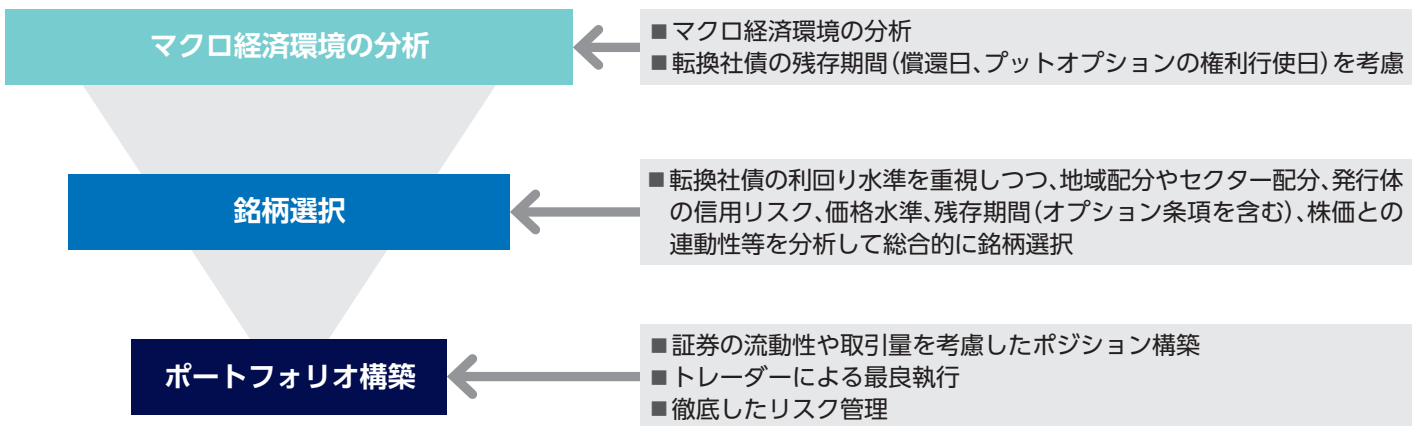 マクロ経済環境の分析
■マクロ経済環境の分析
■転換社債の残存期間（償還日、プットオプションの権利行使日）を考慮
銘柄選択
■転換社債の利回り水準を重視しつつ、地域配分やセクター配分、発行体
の信用リスク、価格水準、残存期間（オプション条項を含む）、株価との
連動性等を分析して総合的に銘柄選択
ポートフォリオ構築
■証券の流動性や取引量を考慮したポジション構築
■トレーダーによる最良執行
■徹底したリスク管理